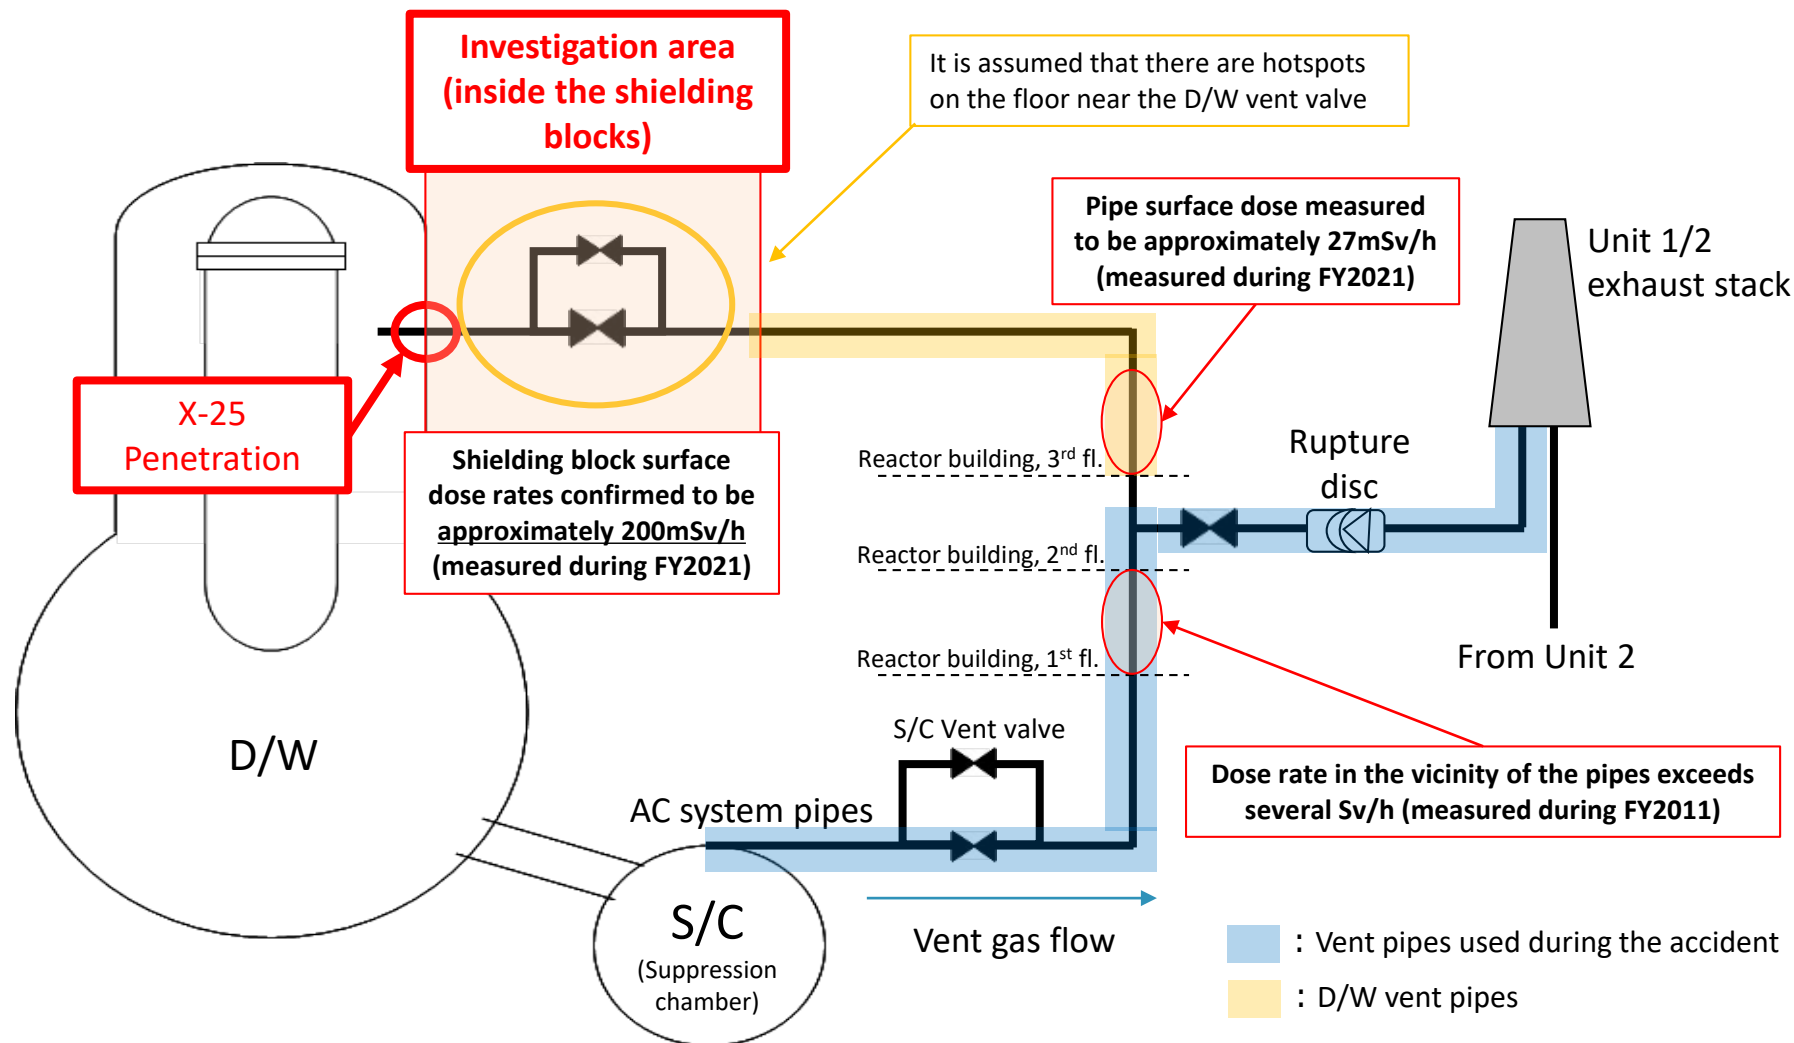 Investigation area
(inside the shielding
blocks)
It is assumed that there are hotspots
on the floor near the D/W vent valve
Pipe surface dose measured
to be approximately 27mSv/h
(measured during FY2021)
Unit 1/2
exhaust stack
X-25
Penetration
Shielding block surface
dose rates confirmed to be
approximately 200mSv/h
(measured during FY2021)
Reactor building, 3rd fl.
Rupture
disc
Reactor building, 2nd fl.
Reactor building, 1st fl.
From Unit 2
D/W
S/C Vent valve
Dose rate in the vicinity of the pipes exceeds
several Sv/h (measured during FY2011)
AC system pipes
S/C
(Suppression
chamber)
Vent gas flow
: Vent pipes used during the accident
: D/W vent pipes